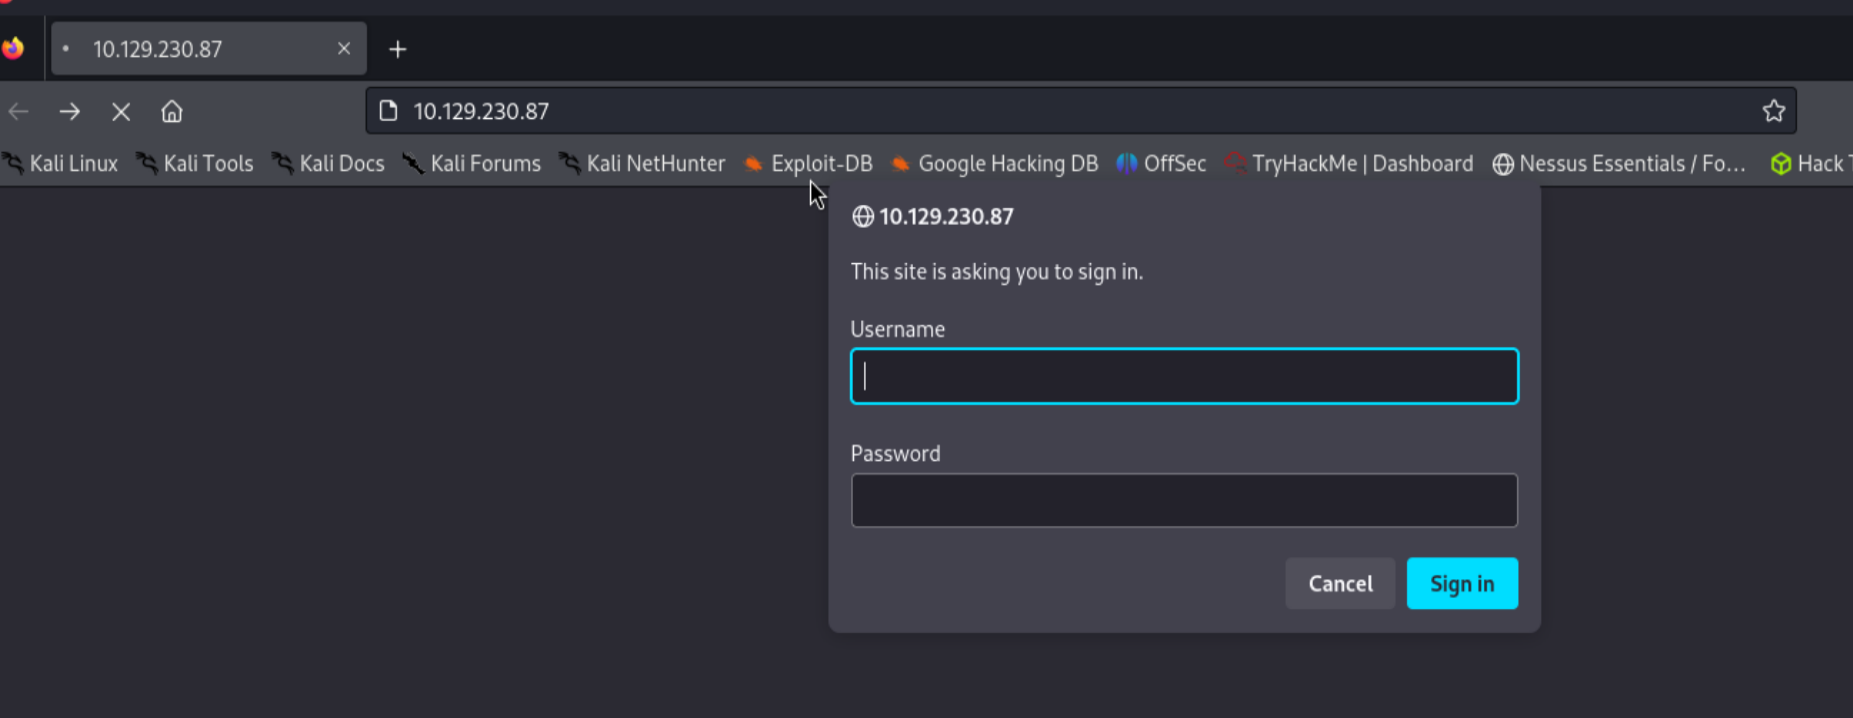 10.129.230.87
10.129.230.87
Kali Linux Kali Tools Kali Docs Kali Forums Kali NetHunter Exploit-DB Google Hacking DB OffSec TryHackMe | Dashboard Nessus Essentials / Fo... Hack
10.129.230.87
This site is asking you to sign in.
Username
Password
Cancel Sign in